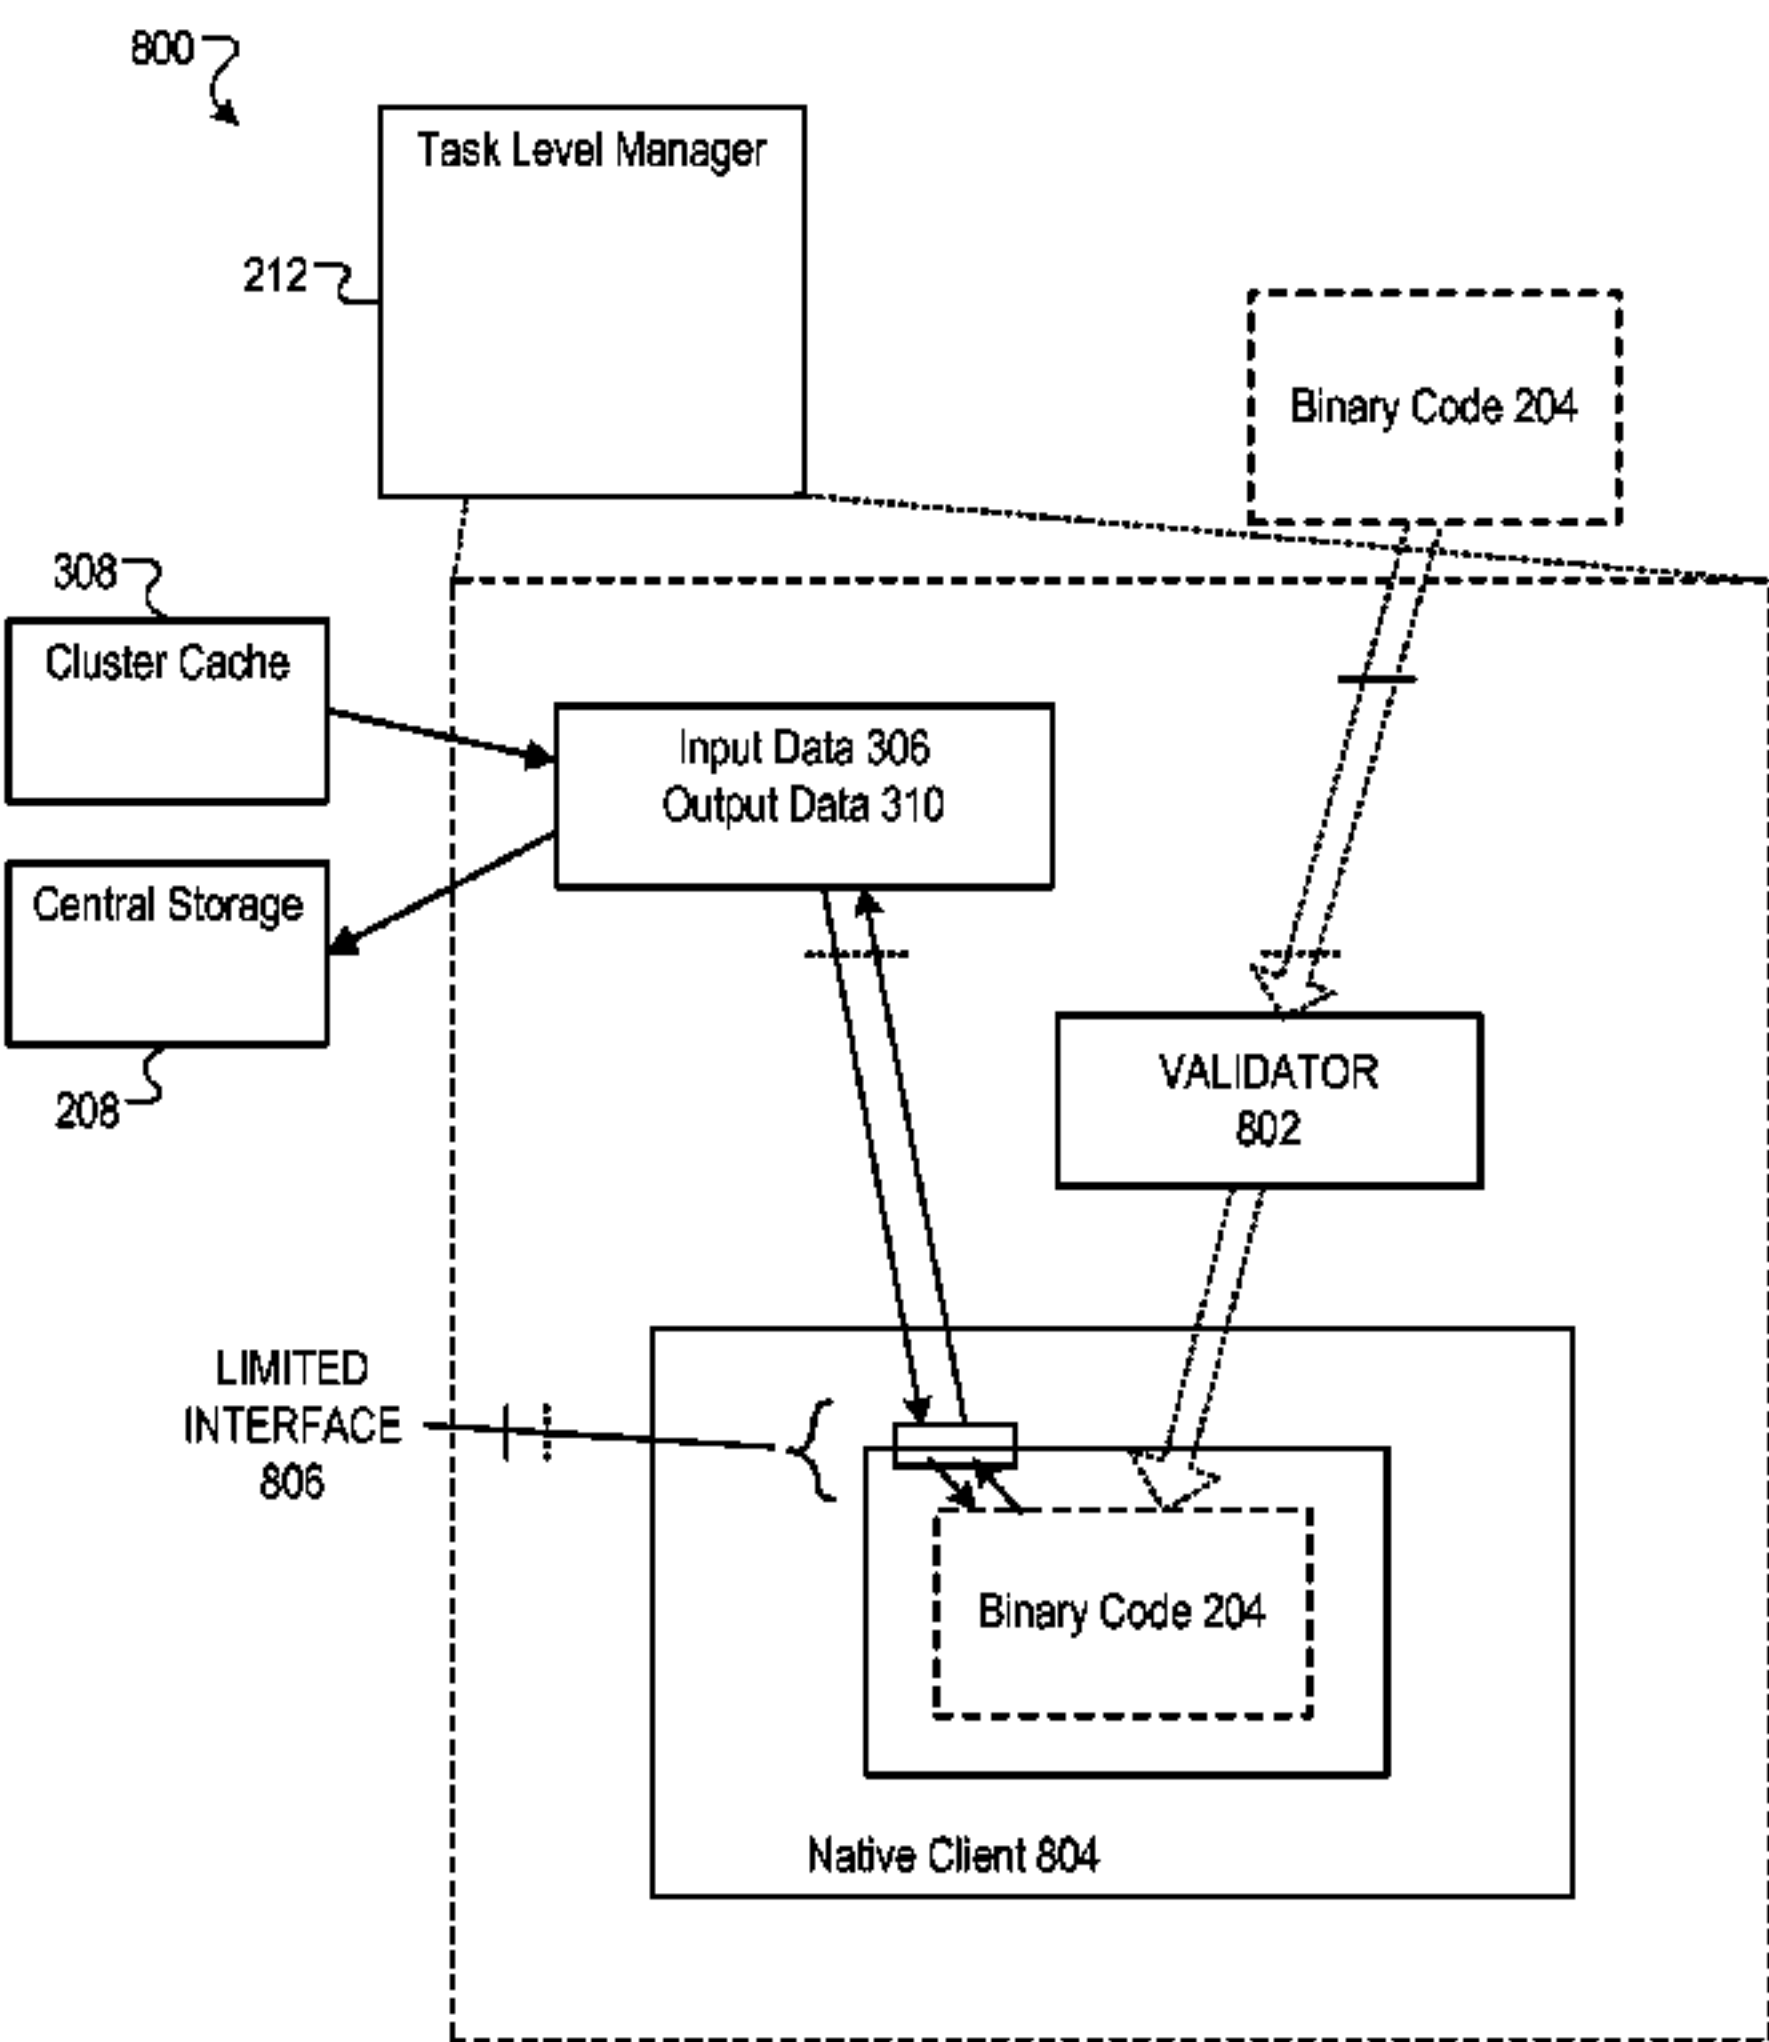 800
Task Level Manager
212
Binary Code 204
308
Cluster Cache
Input Data 306
Output Data 310
Central Storage
208
VALIDATOR
802
LIMITED
INTERFACE
806
Binary Code 204
Native Client 804